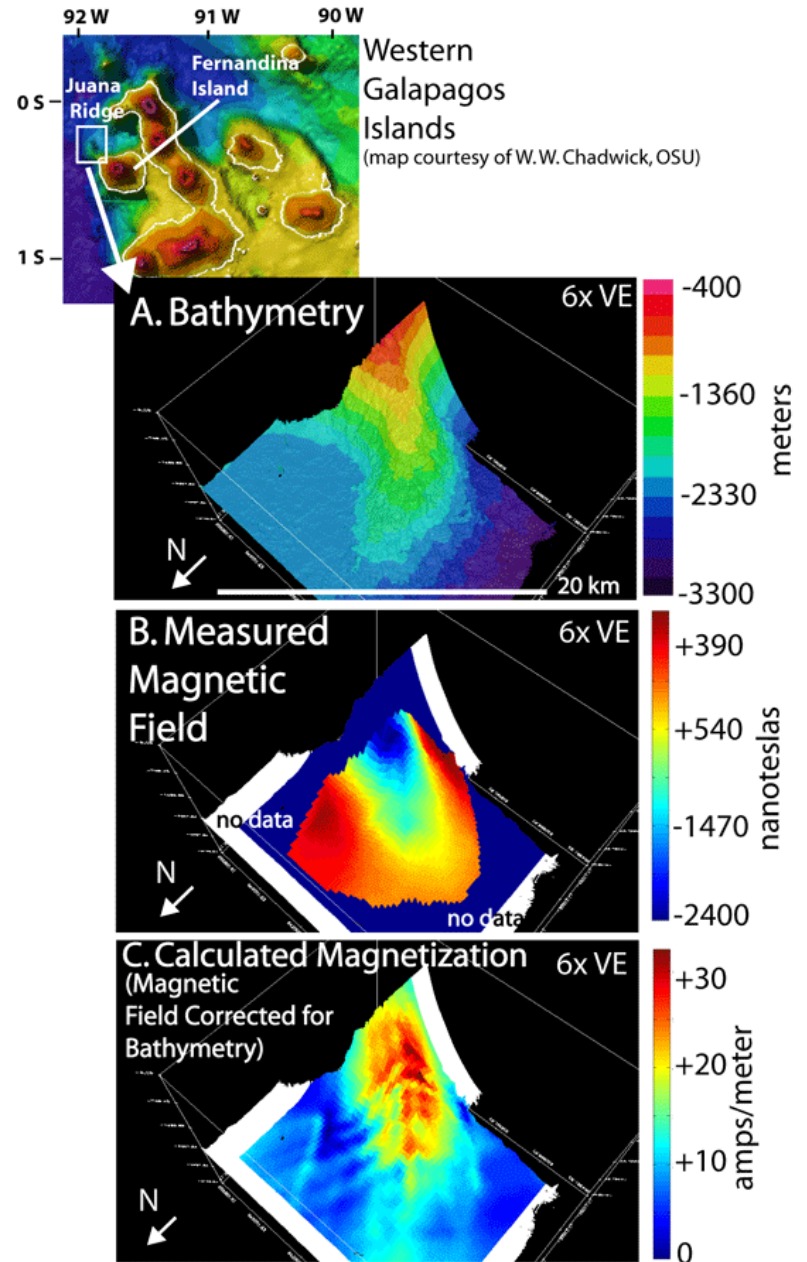 92 W
91 W
90 W
Western
Galapagos
Islands
(map courtesy of W. W. Chadwick, OSU)
Fernandina
Island
Juana
Ridge
0 S
1 S
A. Bathymetry
6x VE
-400
-1360
-2330
-3300
meters
N
20 km
B. Measured
Magnetic
Field
6x VE
+390
+540
-1470
-2400
nanoteslas
no data
N
no data
C. Calculated Magnetization
(Magnetic
Field Corrected for
Bathymetry)
6x VE
+30
+20
+10
0
amps/meter
N